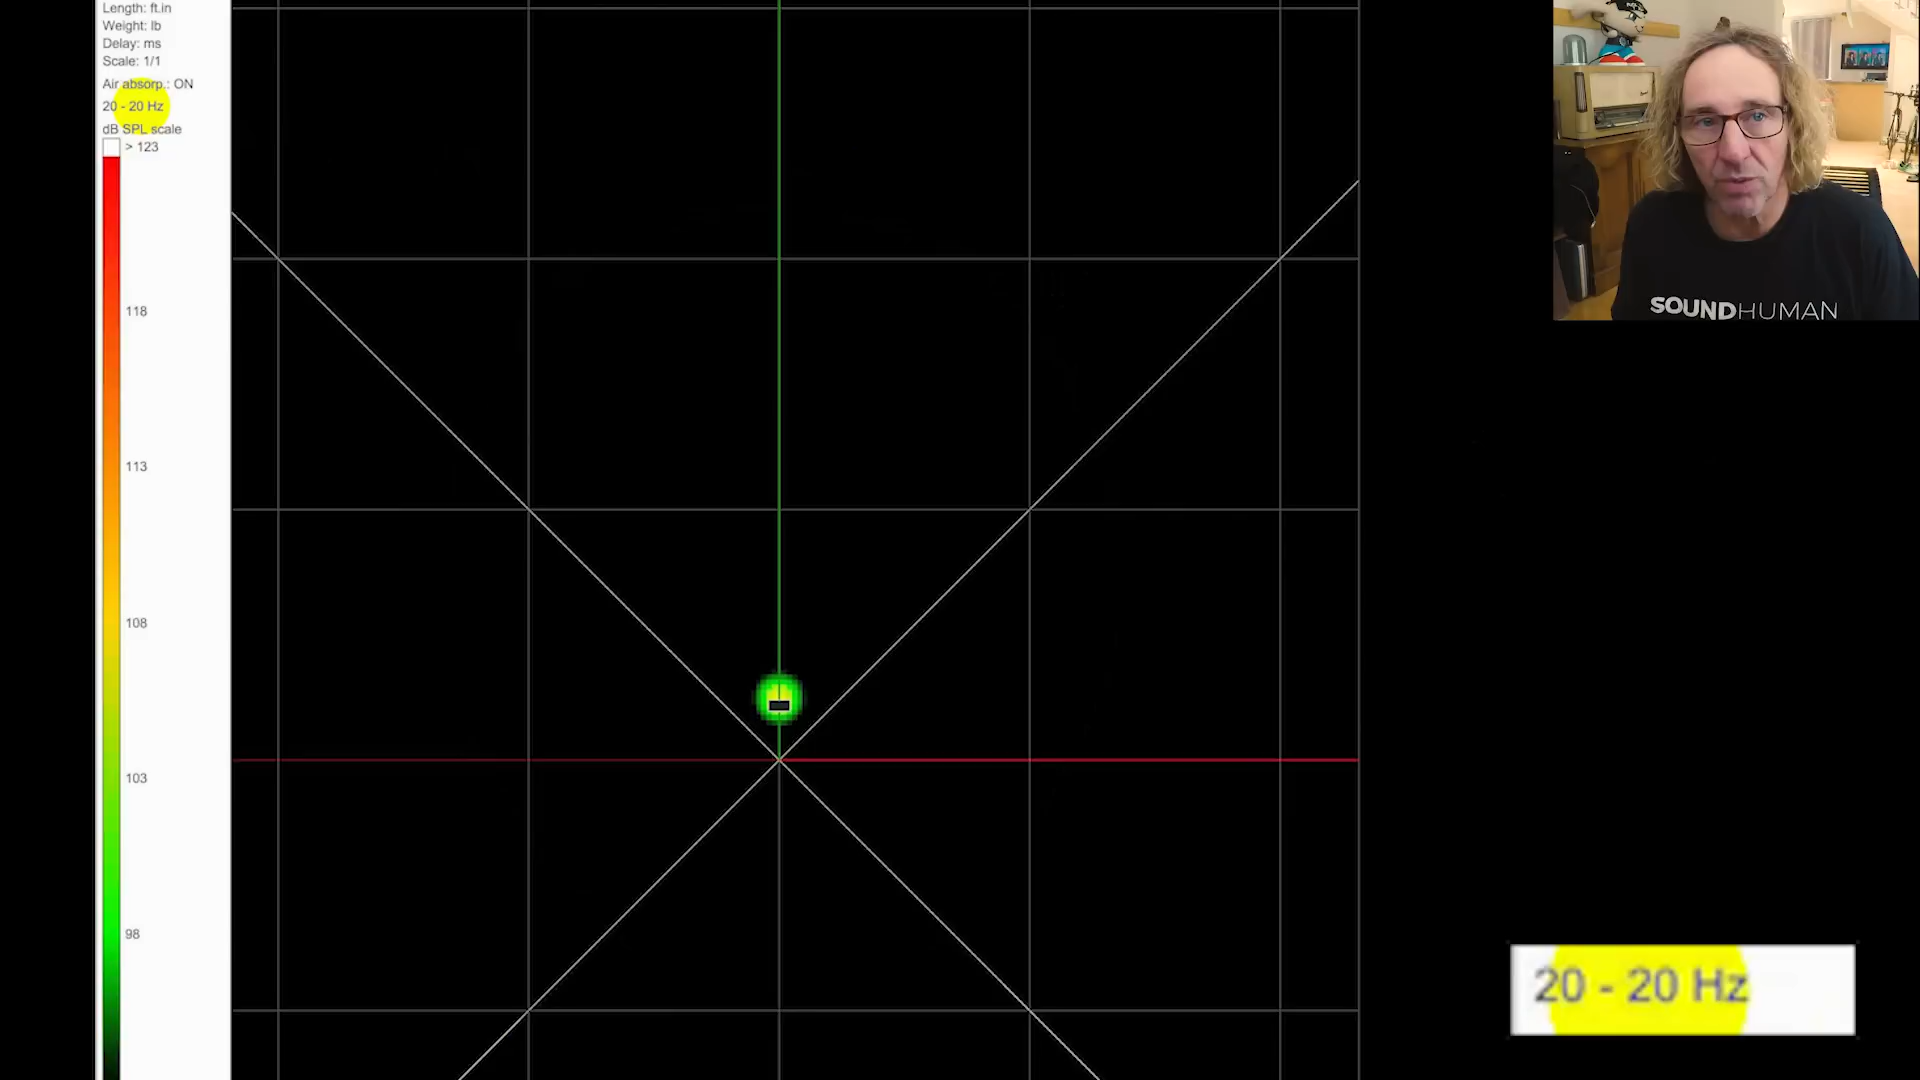 Length: ft.in
Weight: lb
Delay: ms
Scale: 1/1
Air absorp.: ON
20 - 20 Hz
dB SPL scale
> 123
118
113
108
103
98
SOUNDHUMAN
20 - 20 Hz